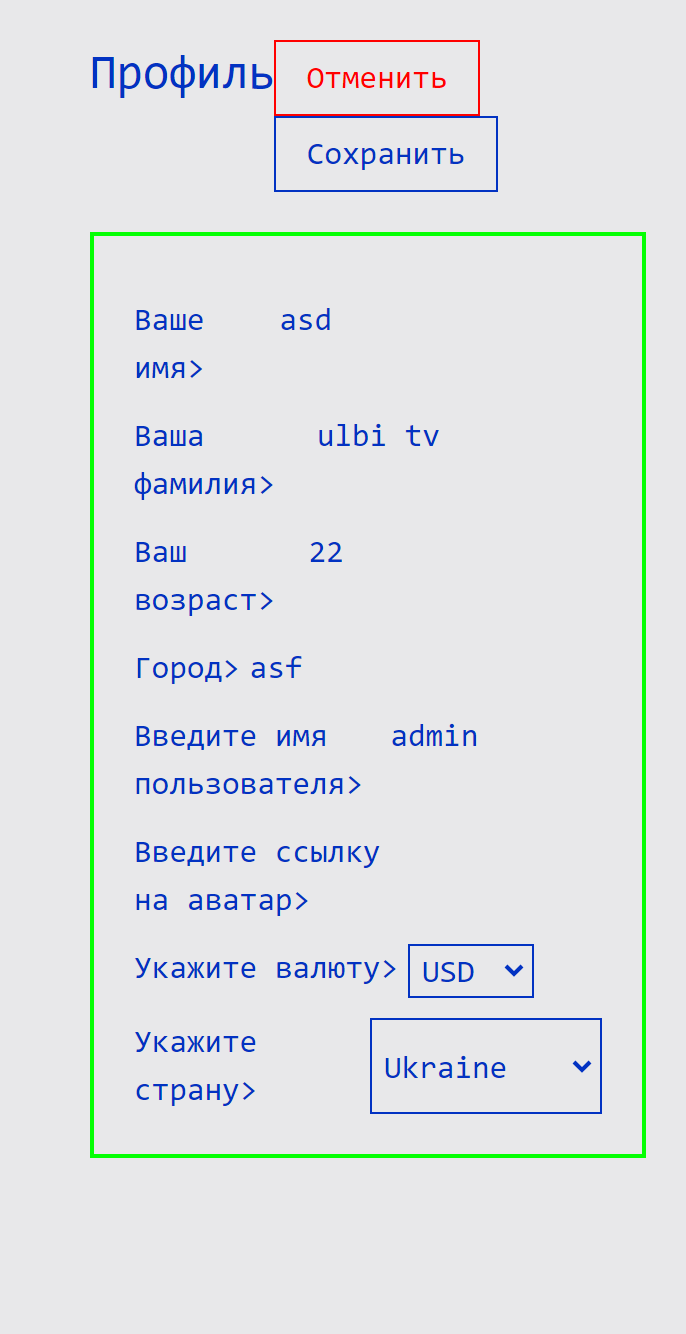 Профиль
Отменить
Сохранить
Ваше asd
имя>
Ваша ulbi tv
фамилия>
Ваш 22
возраст>
Город> asf
Введите имя admin
пользователя>
Введите ссылку
на аватар>
Укажите валюту> USD
Укажите
страну>
Ukraine